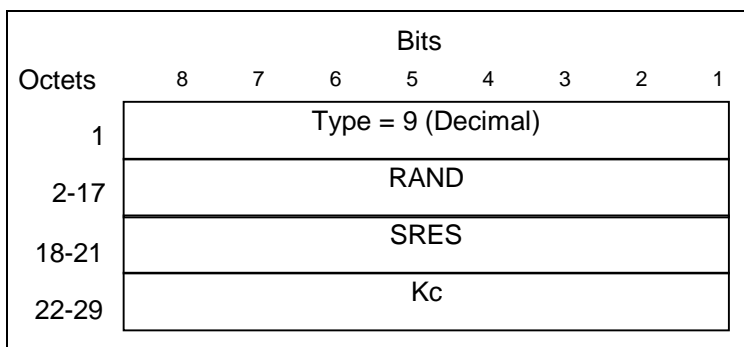 Bits
Octets 8 7 6 5 4 3 2 1
1 Type = 9 (Decimal)
2-17 RAND
18-21 SRES
22-29 Kc